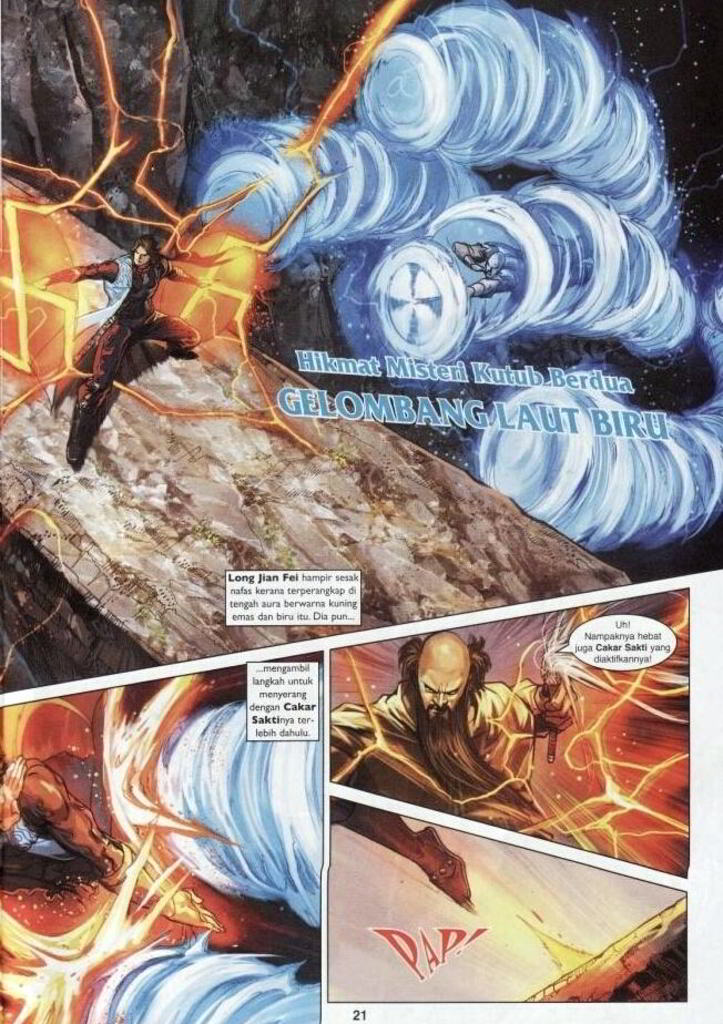 Hikmat Misteri Kutub Berdua
GELOMBANG LAUT BIRU
Long Jian Fei hampir sesak
nafas kerana terperangkap di
tengah aura berwarna kuning
emas dan biru itu. Dia pun...
...mengambil
langkah untuk
menyerang
dengan Cakar
Saktinya ter-
lebih dahulu.
Uh!
Nampaknya hebat
juga Cakar Sakti yang
diaktifkannya!
PAP!
21